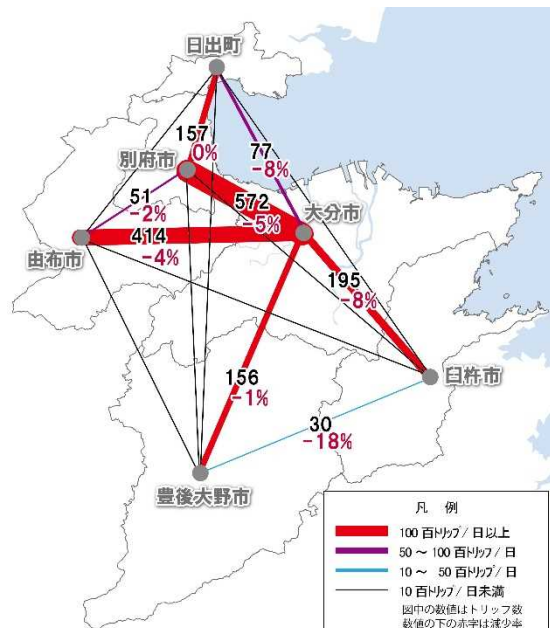 日出町
157
0%
77
-8%
別府市
51
-2%
572
-5%
大分市
414
-4%
由布市
195
-8%
156
-1%
臼杵市
30
-18%
豊後大野市
凡 例
100 百トリップ/日以上
50 ～ 100 百トリップ/日
10 ～ 50 百トリップ/日
10 百トリップ/日未満
図中の数値はトリップ数
数値の下の赤字は減少率